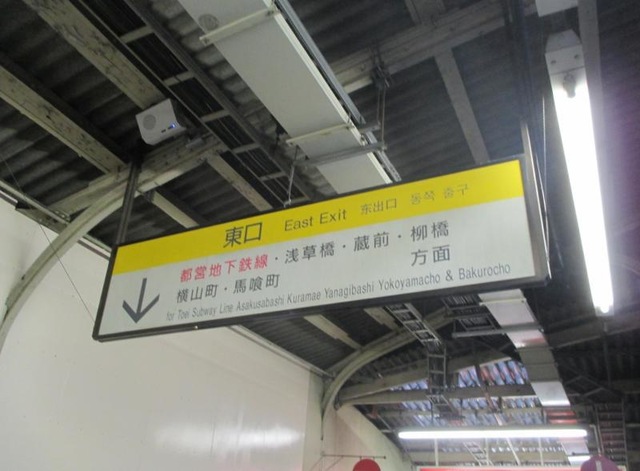 東口 East Exit 东出口 동쪽 출구
都営地下鉄線・浅草橋・蔵前・柳橋
横山町・馬喰町 方面
for Toei Subway Line Asakusabashi Kuramae Yanagibashi Yokoyamacho & Bakurocho